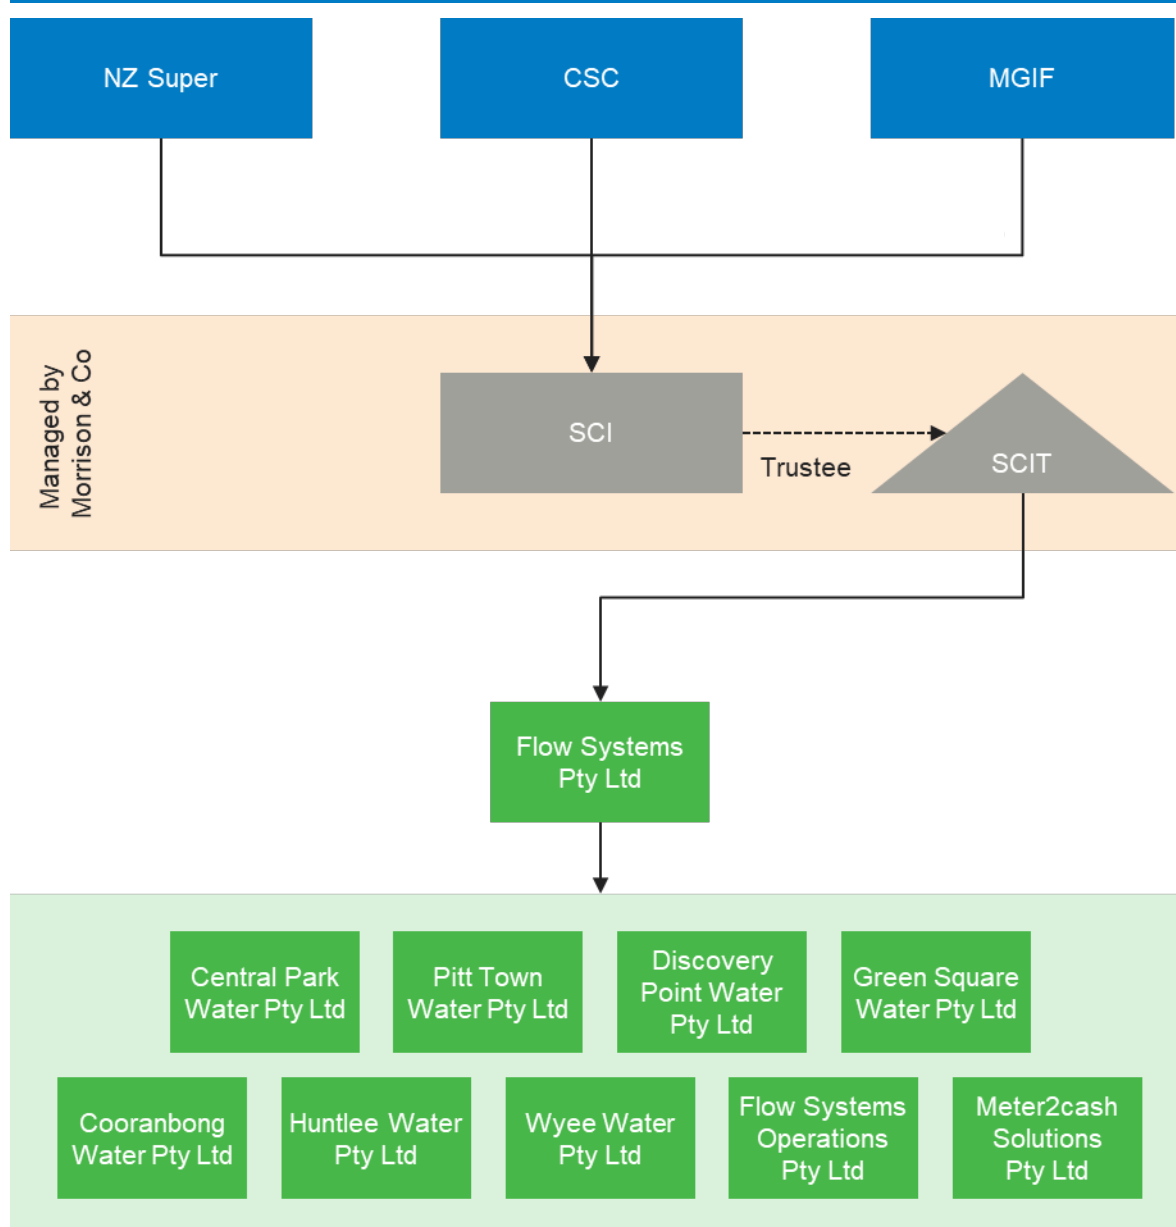 NZ Super
CSC
MGIF
Managed by
Morrison & Co
SCI
Trustee
SCIT
Flow Systems
Pty Ltd
Central Park
Water Pty Ltd
Pitt Town
Water Pty Ltd
Discovery
Point Water
Pty Ltd
Green Square
Water Pty Ltd
Cooranbong
Water Pty Ltd
Huntlee Water
Pty Ltd
Wyee Water
Pty Ltd
Flow Systems
Operations
Pty Ltd
Meter2cash
Solutions
Pty Ltd